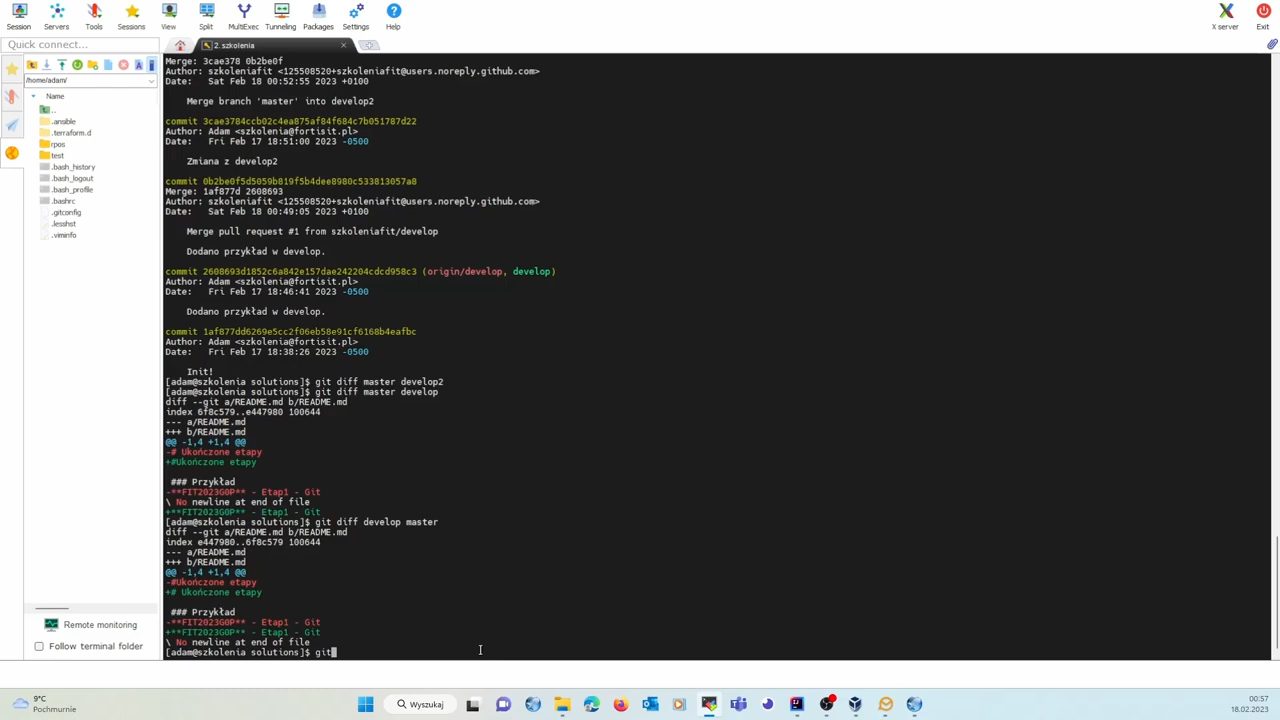 Session Servers Tools Sessions View Split MultiExec Tunneling Packages Settings Help X server Exit
Quick connect...
2. szkolenia
/home/adam/
Name
..
.ansible
.terraform.d
rpos
test
.bash_history
.bash_logout
.bash_profile
.bashrc
.gitconfig
.lesshst
.viminfo
Remote monitoring
Follow terminal folder
Merge: 3cae378 0b2be0f
Author: szkoleniafit <125508520+szkoleniafit@users.noreply.github.com>
Date: Sat Feb 18 00:52:55 2023 +0100
Merge branch 'master' into develop2
commit 3cae3784ccb02c4ea875af84f684c7b051787d22
Author: Adam <szkolenia@fortisit.pl>
Date: Fri Feb 17 18:51:00 2023 -0500
Zmiana z develop2
commit 0b2be0f5d5059b819f5b4dee8980c533813057a8
Merge: 1af877d 2608693
Author: szkoleniafit <125508520+szkoleniafit@users.noreply.github.com>
Date: Sat Feb 18 00:49:05 2023 +0100
Merge pull request #1 from szkoleniafit/develop
Dodano przykład w develop.
commit 2608693d1852c6a842e157dae242204cdcd958c3 (origin/develop, develop)
Author: Adam <szkolenia@fortisit.pl>
Date: Fri Feb 17 18:46:41 2023 -0500
Dodano przykład w develop.
commit 1af877dd6269e5cc2f06eb58e91cf6168b4eafbc
Author: Adam <szkolenia@fortisit.pl>
Date: Fri Feb 17 18:38:26 2023 -0500
Init!
[adam@szkolenia solutions]$ git diff master develop2
[adam@szkolenia solutions]$ git diff master develop
diff --git a/README.md b/README.md
index 6f8c579..e447980 100644
--- a/README.md
+++ b/README.md
@@ -1,4 +1,4 @@
-# Ukończone etapy
+#Ukończone etapy
### Przykład
-**FIT2023G0P** - Etap1 - Git
\ No newline at end of file
+**FIT2023G0P** - Etap1 - Git
[adam@szkolenia solutions]$ git diff develop master
diff --git a/README.md b/README.md
index e447980..6f8c579 100644
--- a/README.md
+++ b/README.md
@@ -1,4 +1,4 @@
-#Ukończone etapy
+# Ukończone etapy
### Przykład
-**FIT2023G0P** - Etap1 - Git
+**FIT2023G0P** - Etap1 - Git
\ No newline at end of file
[adam@szkolenia solutions]$ git
9°C
Pochmurnie
Wyszukaj
00:57
18.02.2023